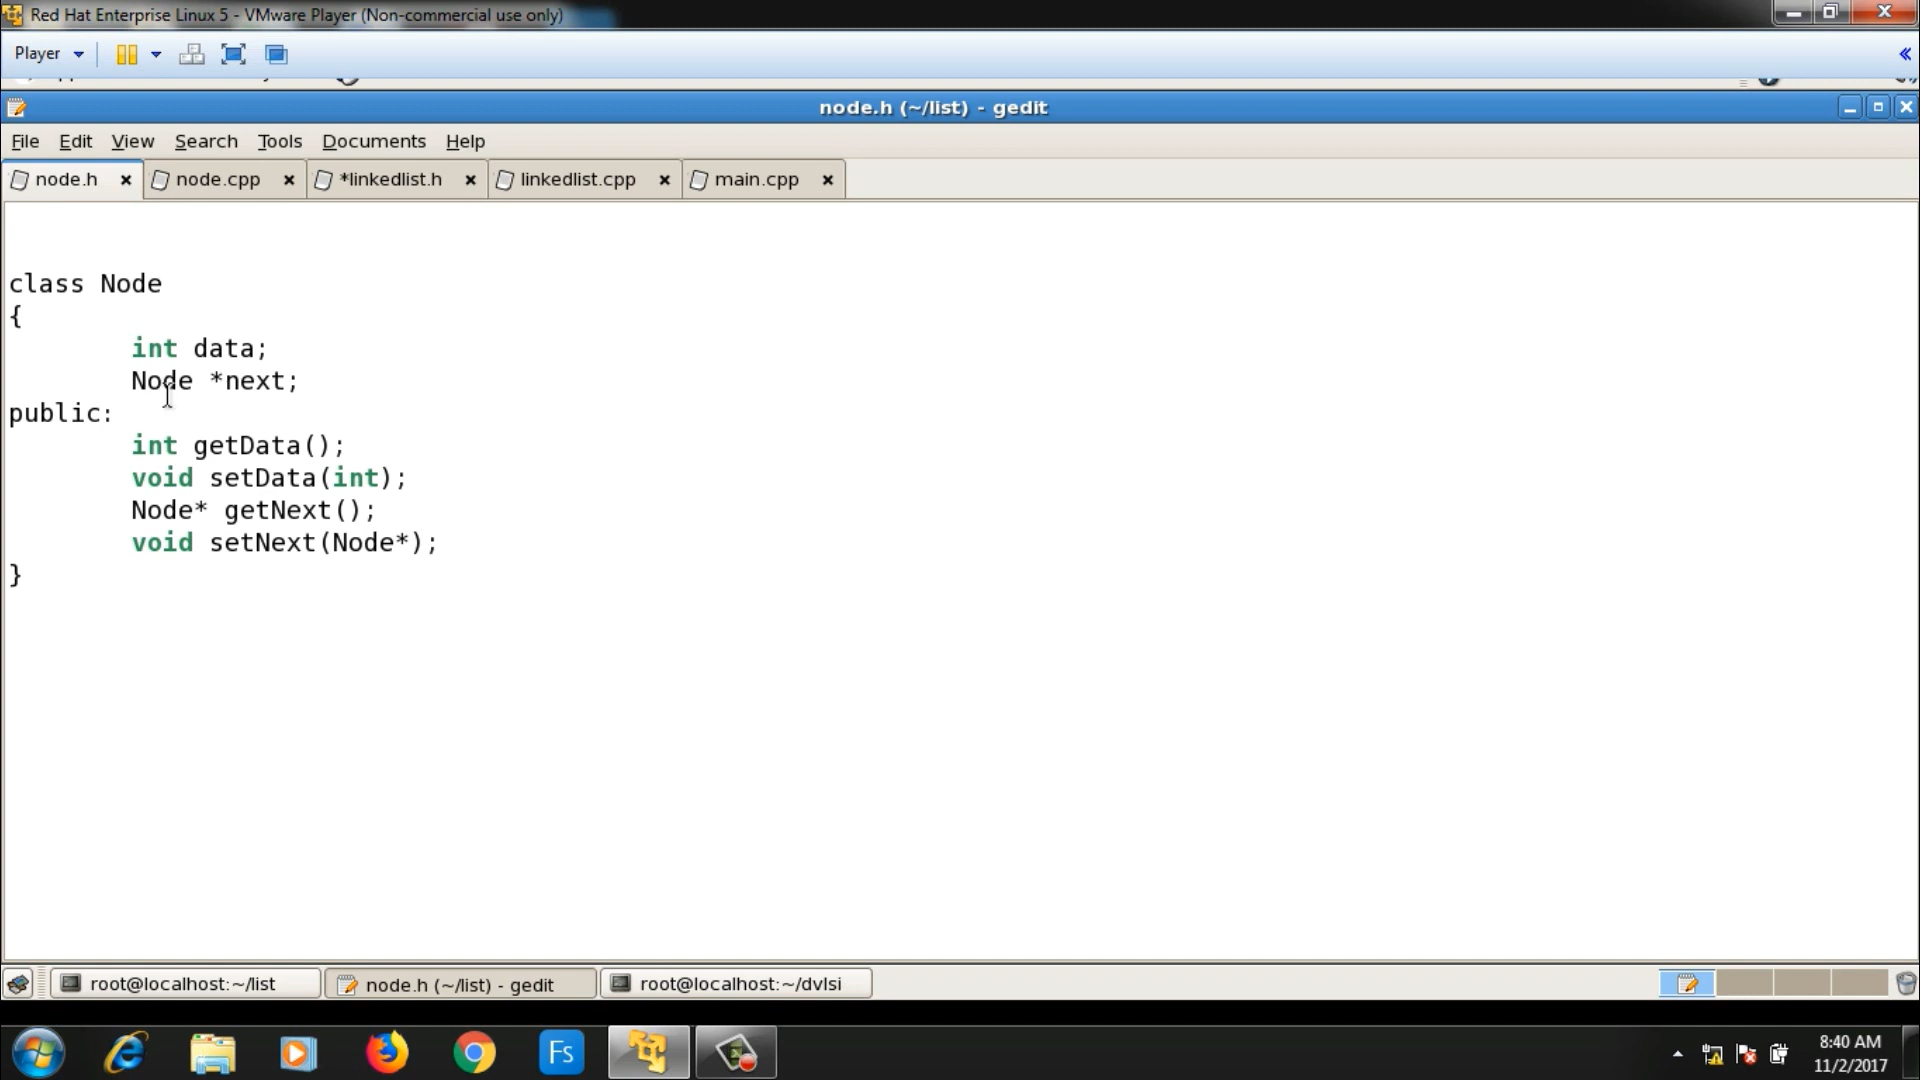 Red Hat Enterprise Linux 5 - VMware Player (Non-commercial use only)
Player
node.h (~/list) - gedit
File Edit View Search Tools Documents Help
node.h node.cpp *linkedlist.h linkedlist.cpp main.cpp
class Node
{
int data;
Node *next;
public:
int getData();
void setData(int);
Node* getNext();
void setNext(Node*);
}
root@localhost:~/list node.h (~/list) - gedit root@localhost:~/dvlsi
Fs
8:40 AM
11/2/2017